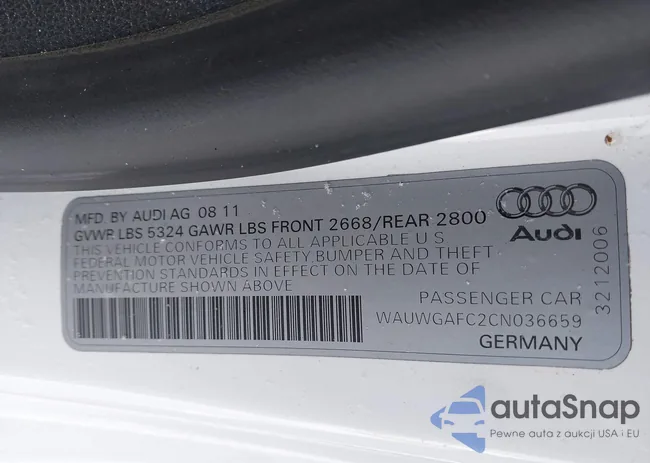 MFD. BY AUDI AG 08 11
GVWR LBS 5324 GAWR LBS FRONT 2668/REAR 2800
THIS VEHICLE CONFORMS TO ALL APPLICABLE U S
FEDERAL MOTOR VEHICLE SAFETY, BUMPER AND THEFT
PREVENTION STANDARDS IN EFFECT ON THE DATE OF
MANUFACTURE SHOWN ABOVE
Audi
PASSENGER CAR
WAUWGAFC2CN036659
GERMANY
3212006
autoSnap
Pewne auta z aukcji USA i EU